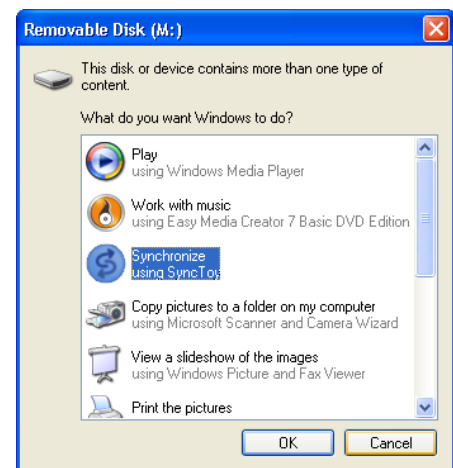 Removable Disk (M:)
This disk or device contains more than one type of
content.
What do you want Windows to do?
Play
using Windows Media Player
Work with music
using Easy Media Creator 7 Basic DVD Edition
Synchronize
using SyncToy
Copy pictures to a folder on my computer
using Microsoft Scanner and Camera Wizard
View a slideshow of the images
using Windows Picture and Fax Viewer
Print the pictures
OK Cancel